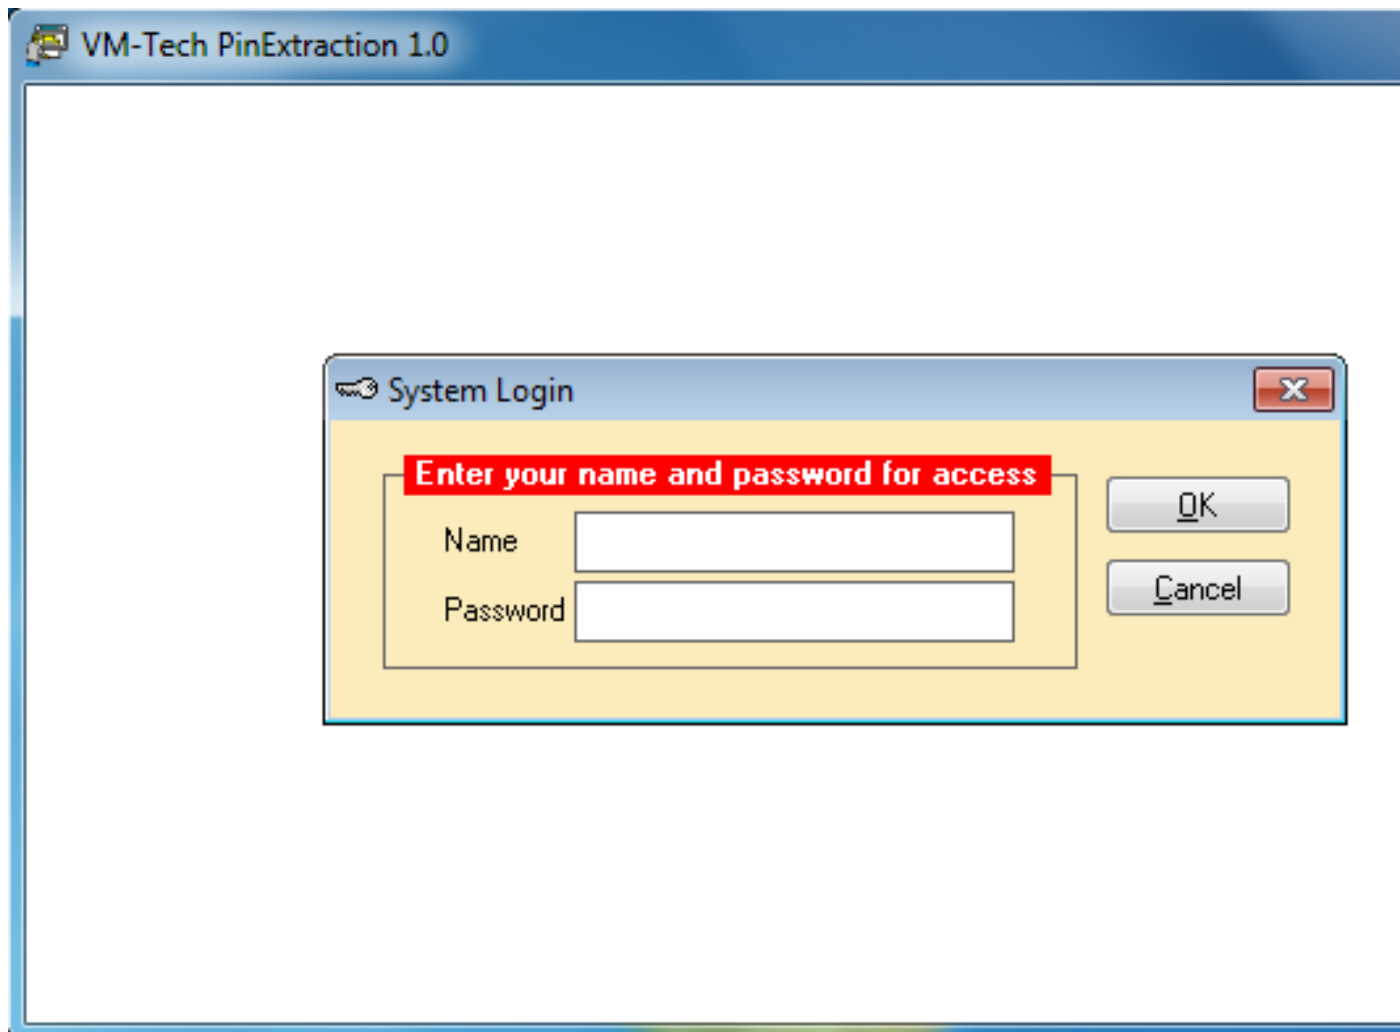 VM-Tech PinExtraction 1.0
System Login
Enter your name and password for access
Name
Password
OK
Cancel